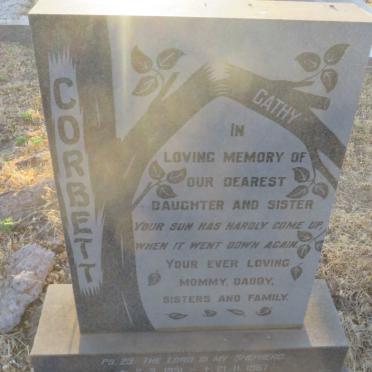 CORBETT
CATHY
IN
LOVING MEMORY OF
OUR DEAREST
DAUGHTER AND SISTER
YOUR SUN HAS HARDLY COME UP,
WHEN IT WENT DOWN AGAIN.
YOUR EVER LOVING
MOMMY, DADDY,
SISTERS AND FAMILY.
PS. 23. THE LORD IS MY SHEPHERD.